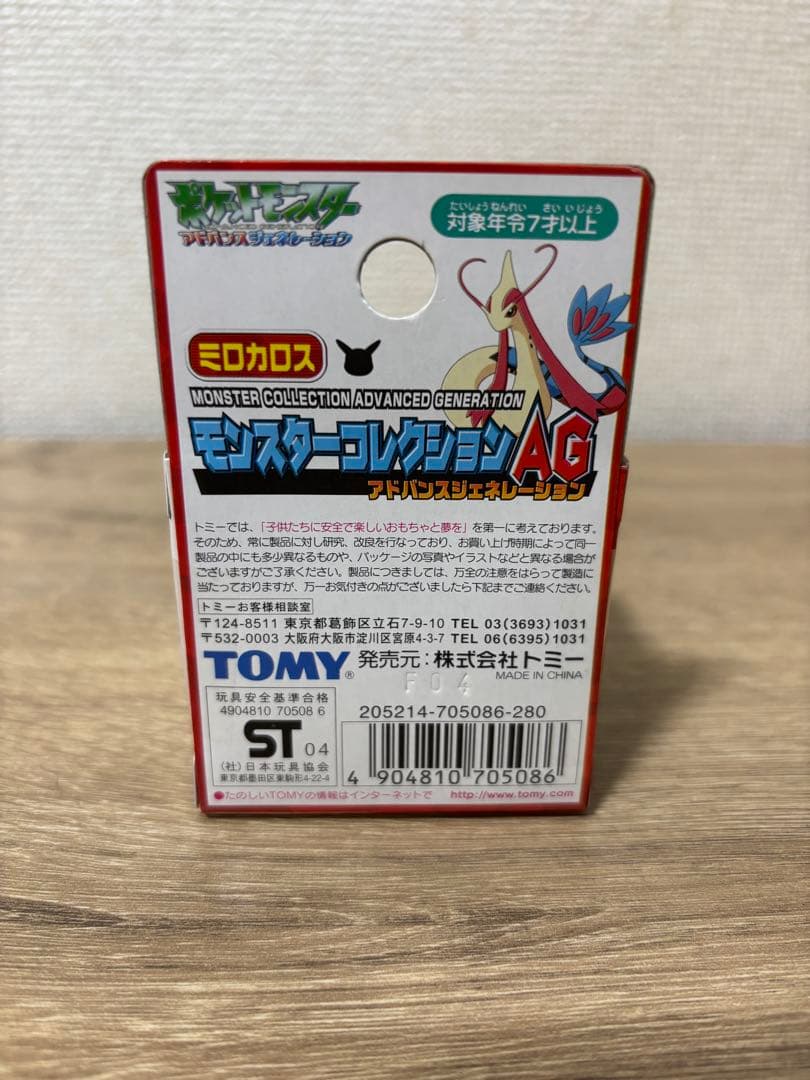 ポケットモンスター
アドバンスジェネレーション
たいしょうねんれい さいいじょう
対象年令7才以上
ミロカロス
MONSTER COLLECTION ADVANCED GENERATION
モンスターコレクションAG
アドバンスジェネレーション
トミーでは、「子供たちに安全で楽しいおもちゃと夢を」を第一に考えております。
そのため、常に製品に対し研究、改良を行なっており、お買い上げ時期によって同一
製品の中にも多少異なるものや、パッケージの写真やイラストなどと異なる場合が
ございますがご了承ください。製品につきましては、万全の注意をはらって製造に
当たっておりますが、万一お気付きの点がございましたら下記までご連絡ください。
トミーお客様相談室
〒124-8511 東京都葛飾区立石7-9-10 TEL 03(3693)1031
〒532-0003 大阪府大阪市淀川区宮原4-3-7 TEL 06(6395)1031
TOMY® 発売元:株式会社トミー
F04
MADE IN CHINA
玩具安全基準合格
4904810 70508 6
ST 04
(社)日本玩具協会
東京都墨田区東駒形4-22-4
205214-705086-280
4 904810 705086
●たのしいTOMYの情報はインターネットで http://www.tomy.com